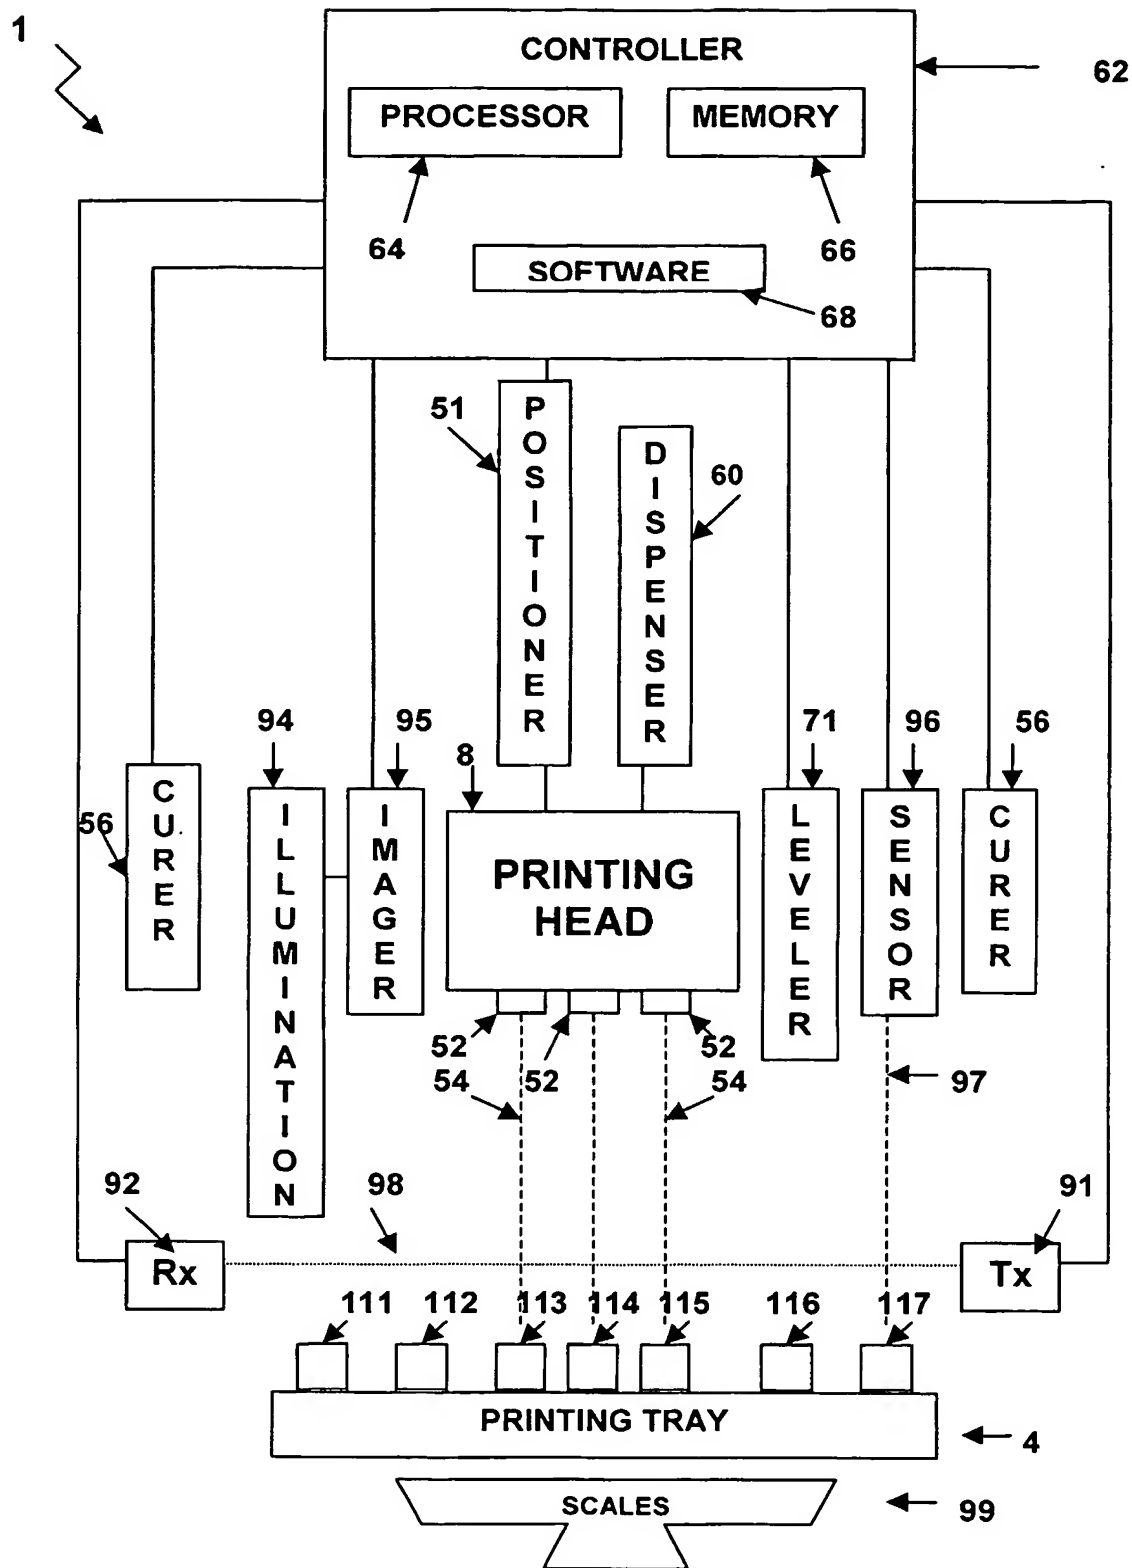 1
CONTROLLER
62
PROCESSOR
MEMORY
64
66
SOFTWARE
68
51
POSITIONER
DISPENSER
60
94
95
8
71
96
56
56
CURER
ILLUMINATION
IMAGER
PRINTING
HEAD
LEVELER
SENSOR
CURER
52
52
52
54
54
97
92
98
91
Rx
Tx
111
112
113
114
115
116
117
PRINTING TRAY
4
SCALES
99